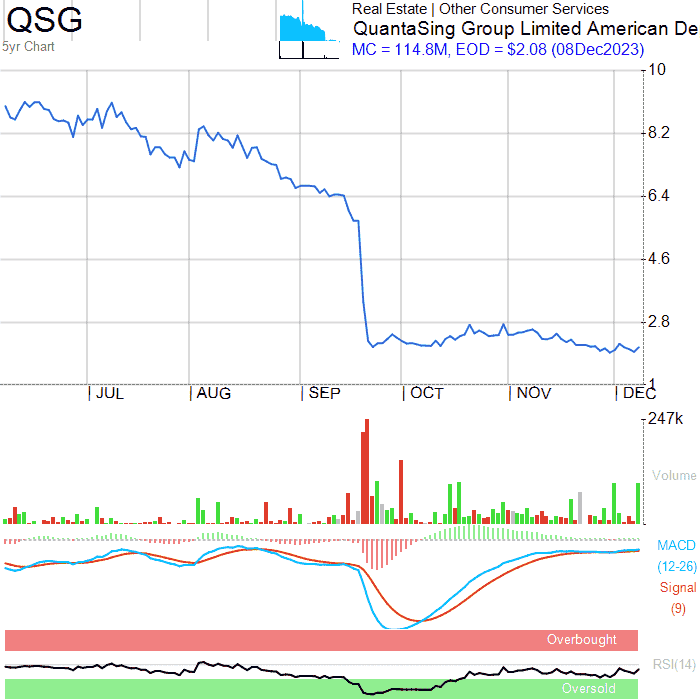 QSG
5yr Chart
Real Estate | Other Consumer Services
QuantaSing Group Limited American De
MC = 114.8M, EOD = $2.08 (08Dec2023)
10
8.2
6.4
4.6
2.8
1
JUL
AUG
SEP
OCT
NOV
DEC
247k
Volume
MACD
(12-26)
Signal
(9)
Overbought
RSI(14)
Oversold